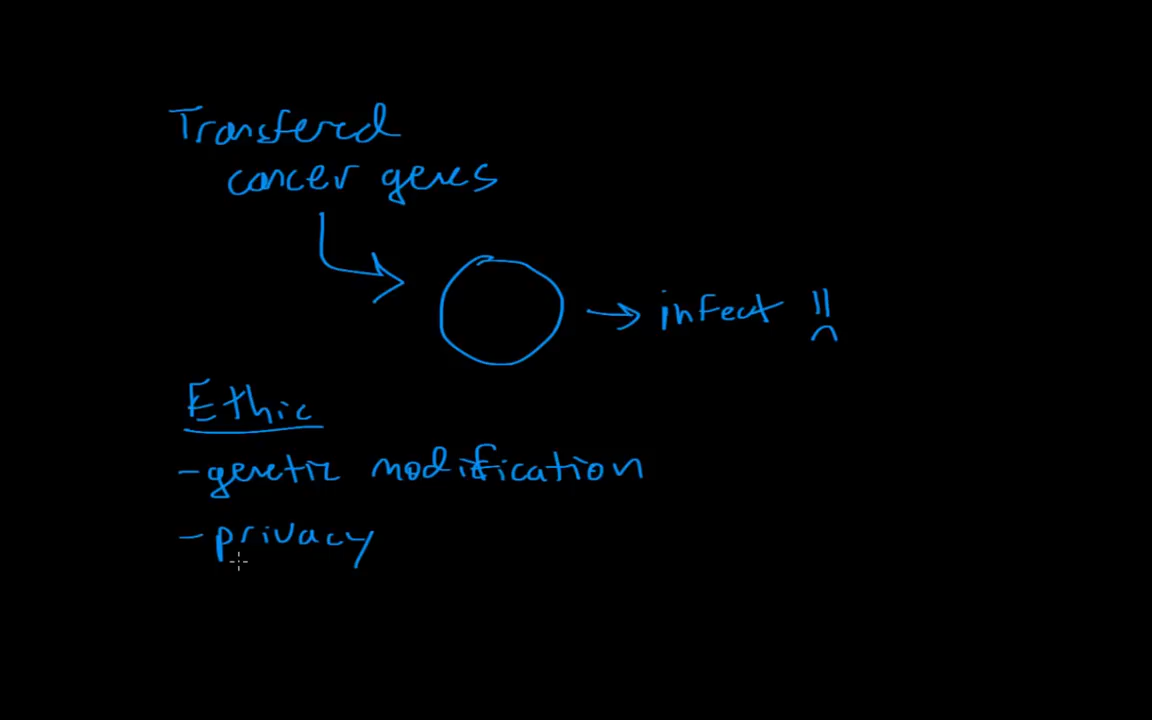 Transfered
cancer genes
infect
Ethic
- genetic modification
- privacy